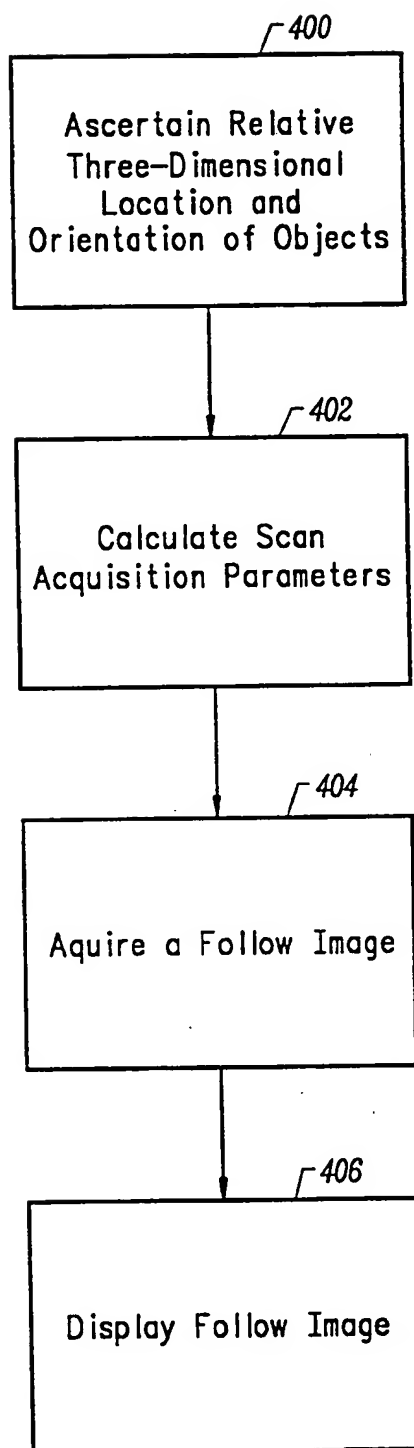 400
Ascertain Relative
Three-Dimensional
Location and
Orientation of Objects
402
Calculate Scan
Acquisition Parameters
404
Aquire a Follow Image
406
Display Follow Image